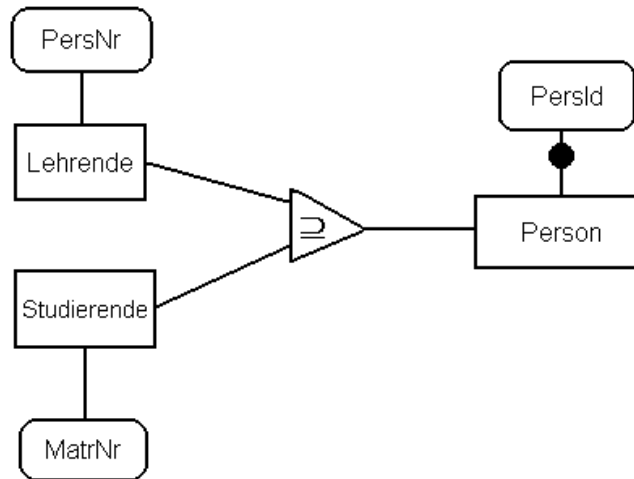 PersNr
PersId
Lehrende
⊇
Person
Studierende
MatrNr